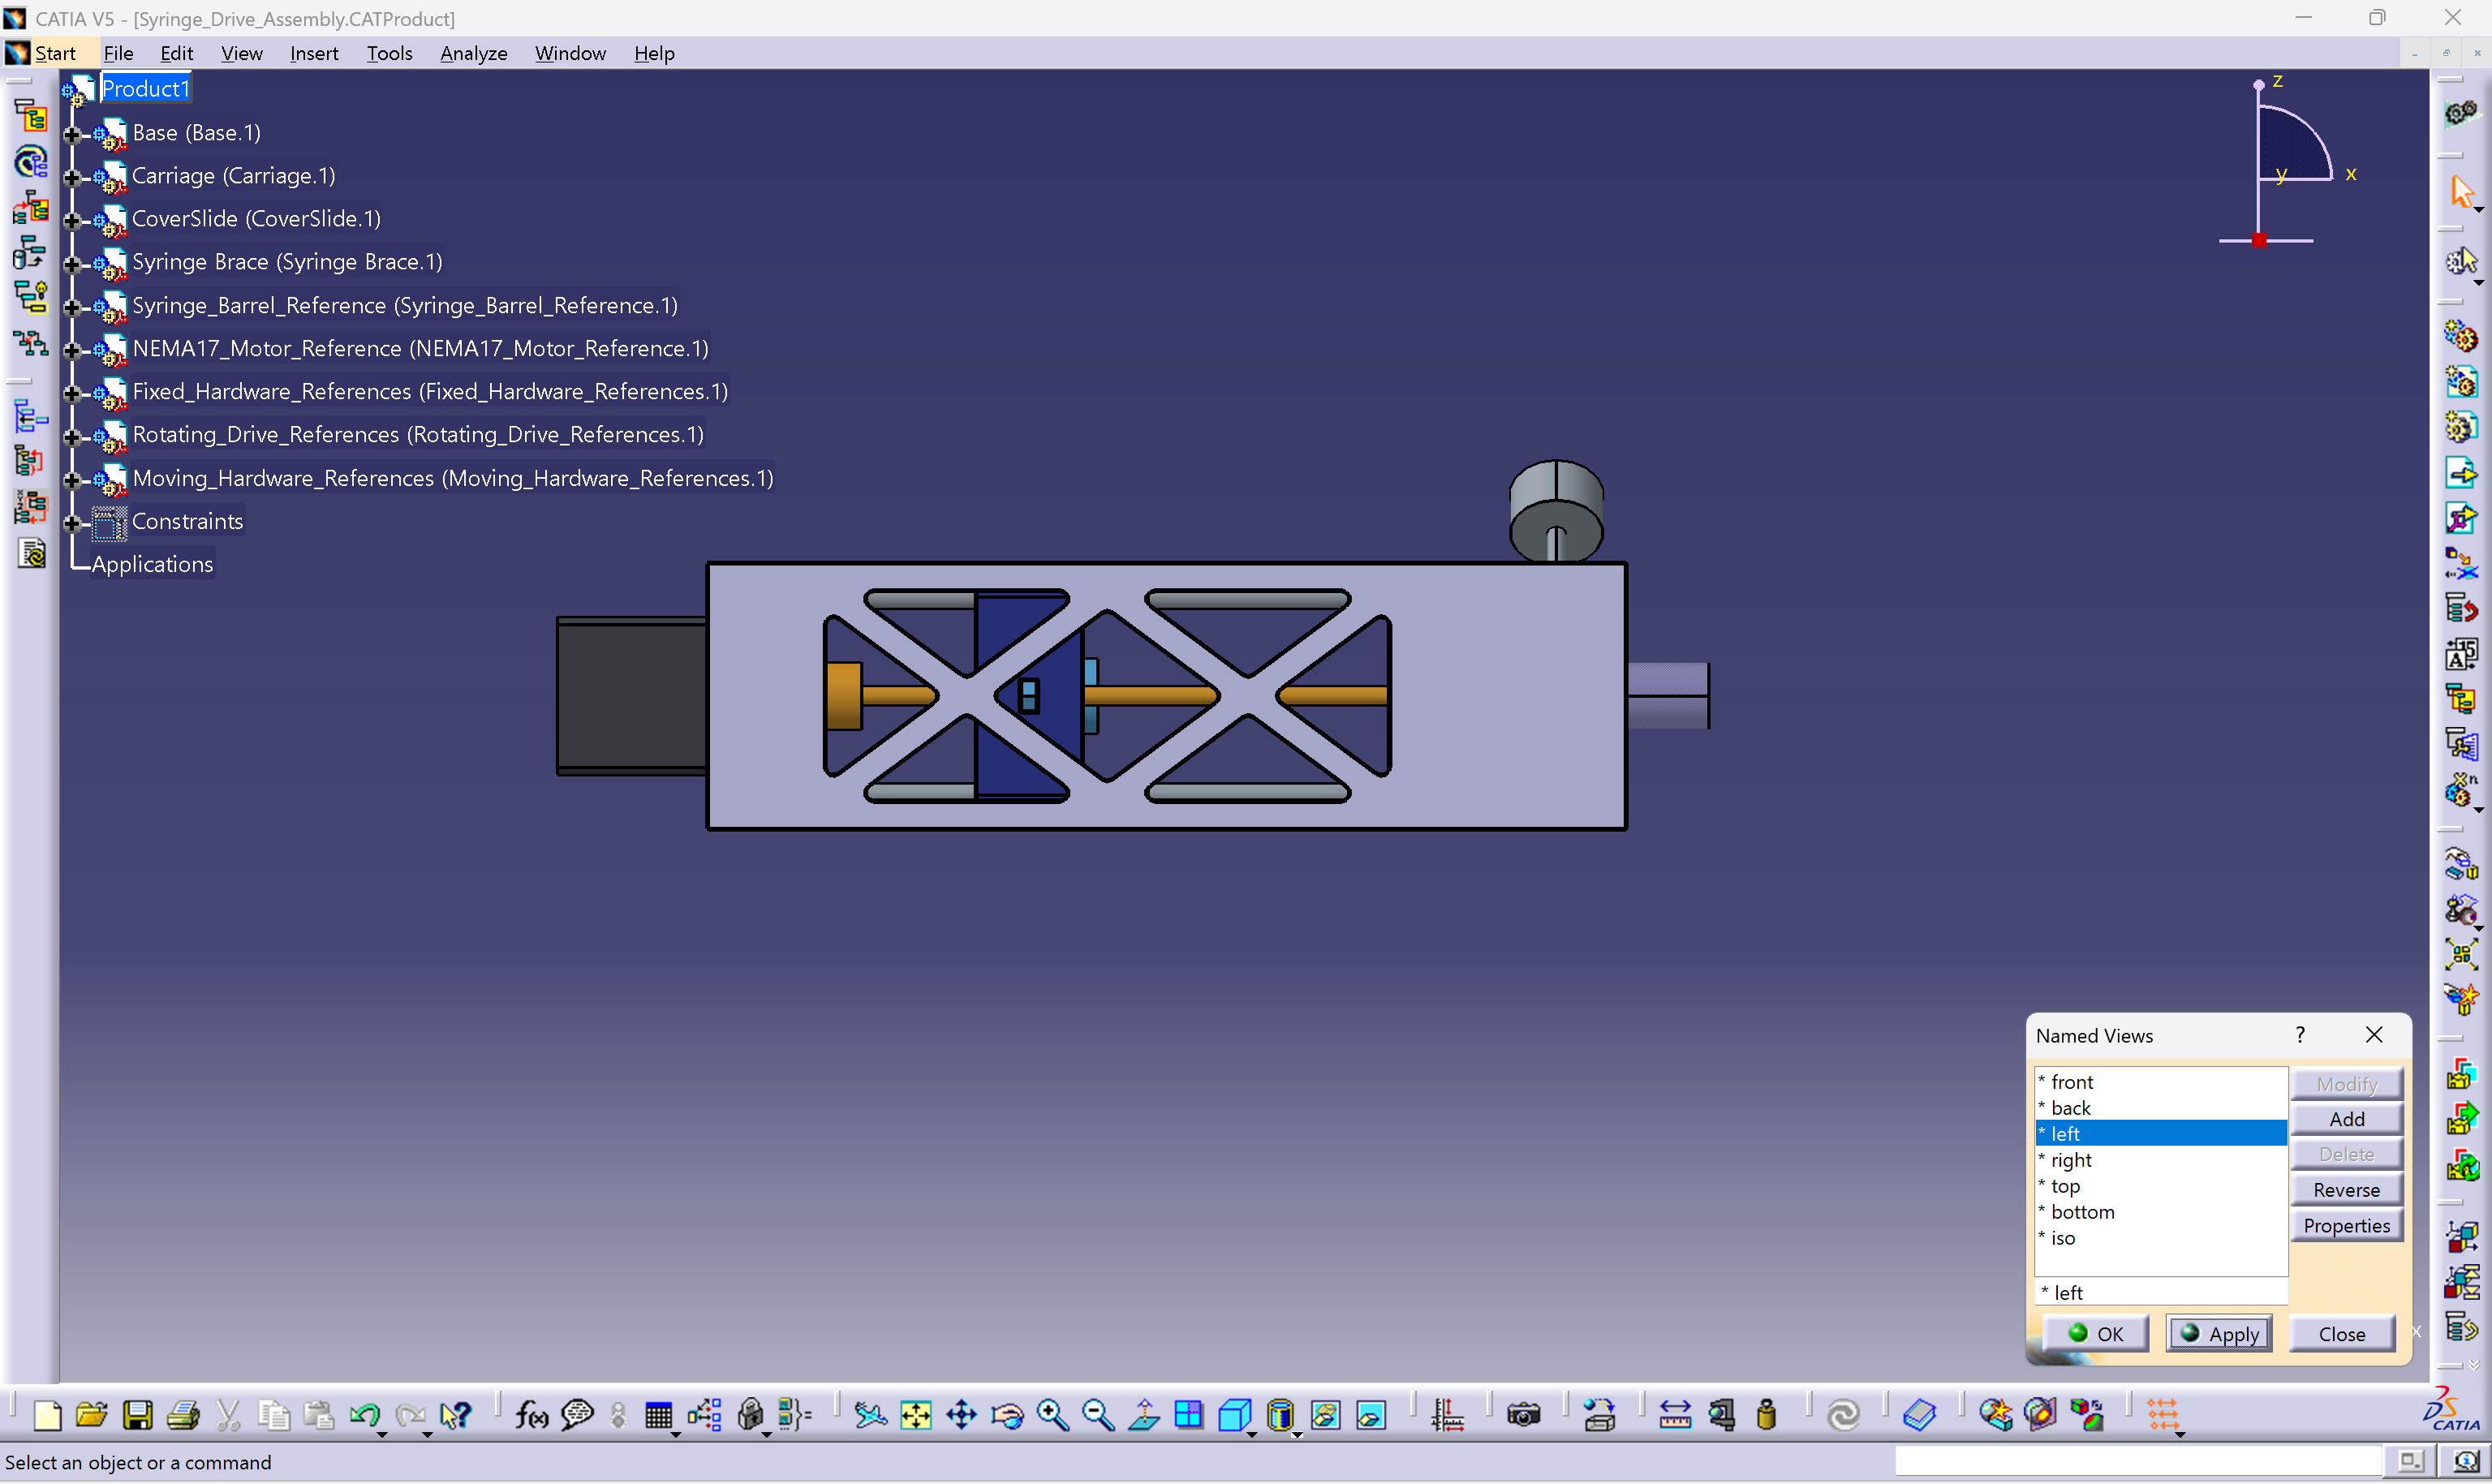 CATIA V5 - [Syringe_Drive_Assembly.CATProduct]
Start File Edit View Insert Tools Analyze Window Help
Product1
Base (Base.1)
Carriage (Carriage.1)
CoverSlide (CoverSlide.1)
Syringe Brace (Syringe Brace.1)
Syringe_Barrel_Reference (Syringe_Barrel_Reference.1)
NEMA17_Motor_Reference (NEMA17_Motor_Reference.1)
Fixed_Hardware_References (Fixed_Hardware_References.1)
Rotating_Drive_References (Rotating_Drive_References.1)
Moving_Hardware_References (Moving_Hardware_References.1)
Constraints
Applications
z
y
x
Named Views ?
* front
* back
* left
* right
* top
* bottom
* iso
* left
Modify
Add
Delete
Reverse
Properties
OK Apply Close
x
f(x)
CATIA
Select an object or a command